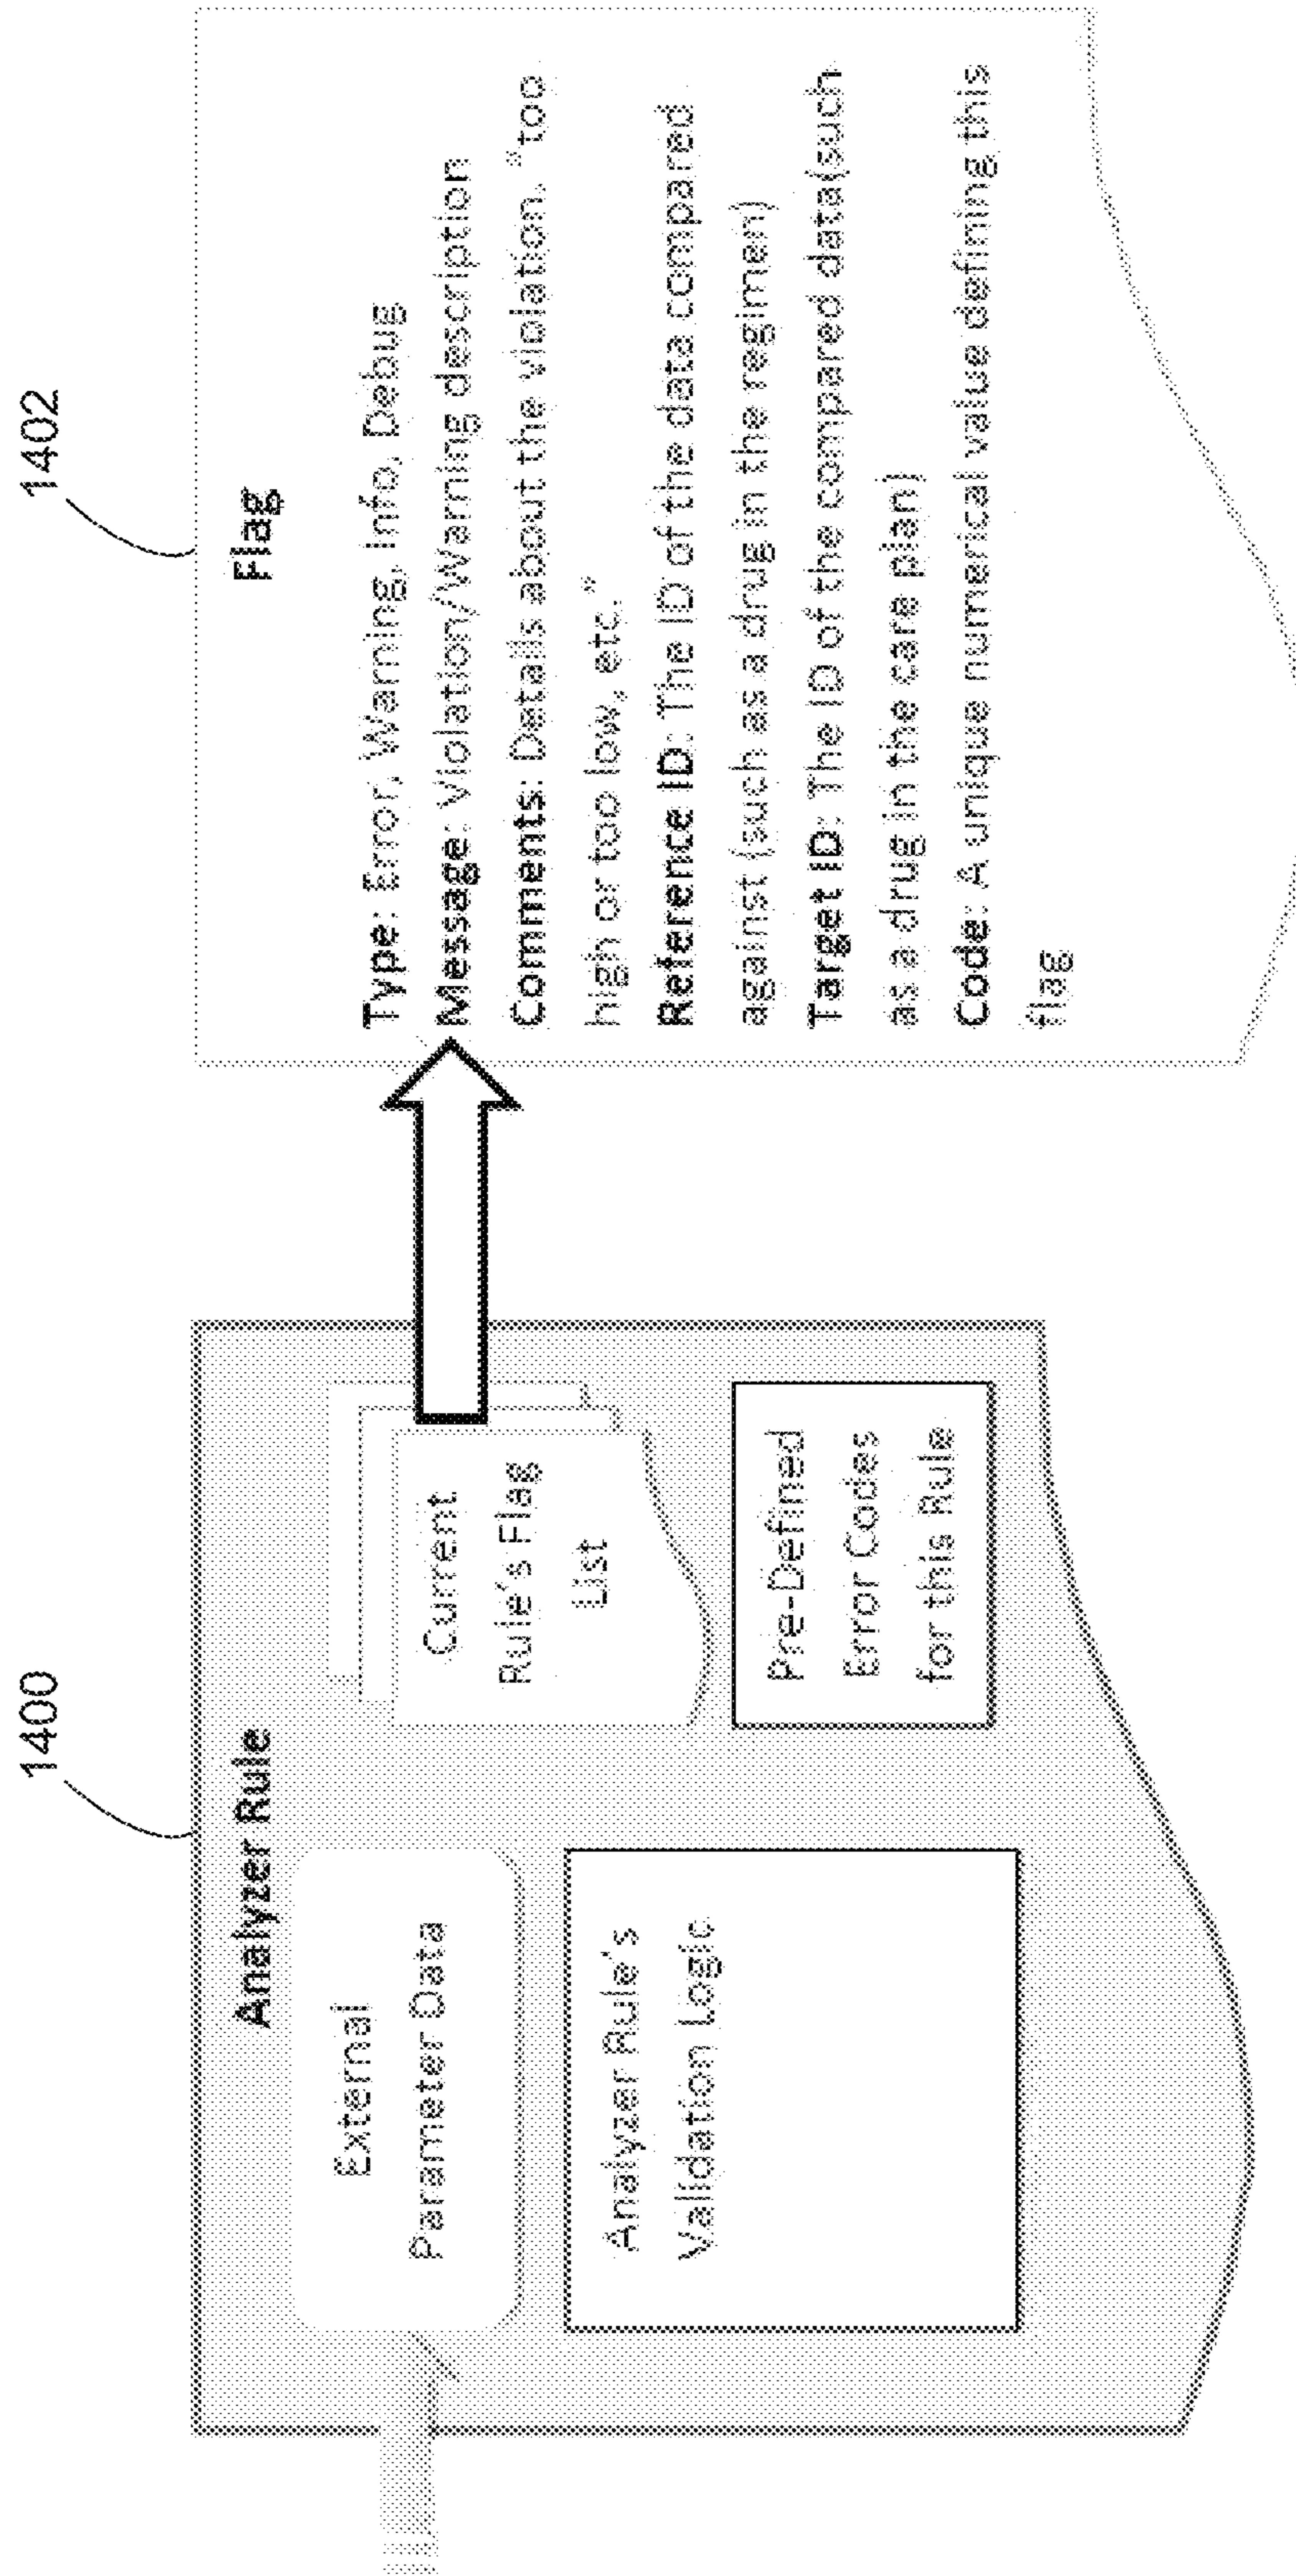 1400
Analyzer Rule
External
Parameter Data
Analyzer Rule's
Validation Logic
Current
Rule's Flag
List
Pre-Defined
Error Codes
for this Rule
1402
Flag
Type: Error, Warning, Info, Debug
Message: Violation/Warning description
Comments: Details about the violation. "too
high or too low, etc."
Reference ID: The ID of the data compared
against (such as a drug in the regimen)
Target ID: The ID of the compared data(such
as a drug in the care plan)
Code: A unique numerical value defining this
flag